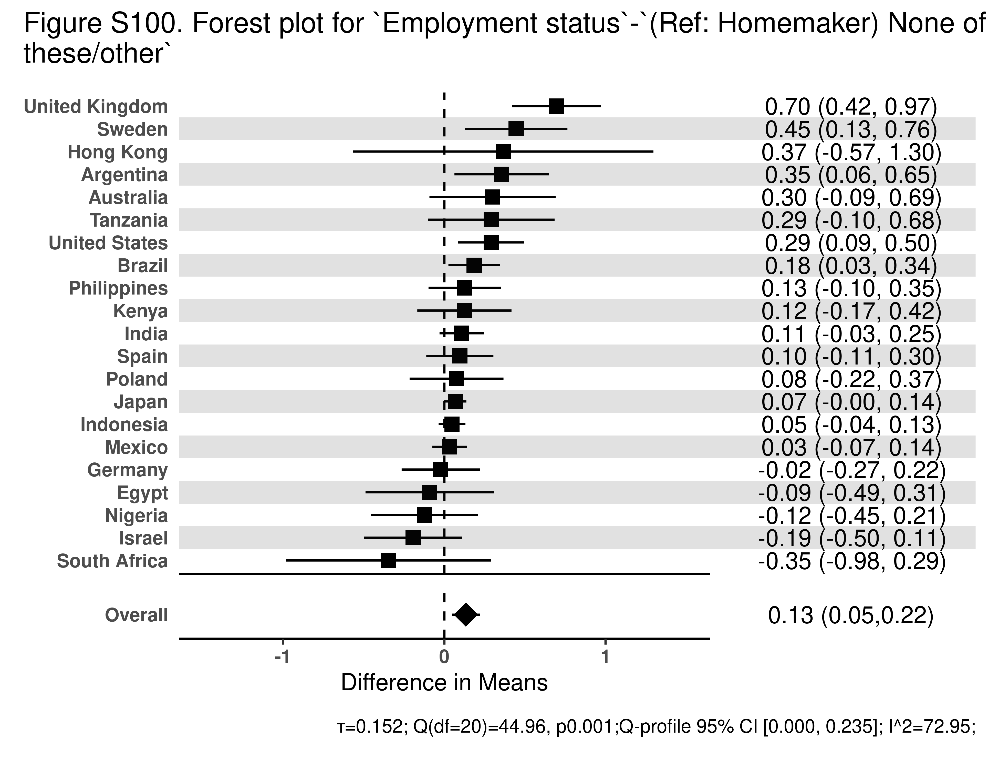 Figure S100. Forest plot for `Employment status`-`(Ref: Homemaker) None of
these/other`
United Kingdom 0.70 (0.42, 0.97)
Sweden 0.45 (0.13, 0.76)
Hong Kong 0.37 (-0.57, 1.30)
Argentina 0.35 (0.06, 0.65)
Australia 0.30 (-0.09, 0.69)
Tanzania 0.29 (-0.10, 0.68)
United States 0.29 (0.09, 0.50)
Brazil 0.18 (0.03, 0.34)
Philippines 0.13 (-0.10, 0.35)
Kenya 0.12 (-0.17, 0.42)
India 0.11 (-0.03, 0.25)
Spain 0.10 (-0.11, 0.30)
Poland 0.08 (-0.22, 0.37)
Japan 0.07 (-0.00, 0.14)
Indonesia 0.05 (-0.04, 0.13)
Mexico 0.03 (-0.07, 0.14)
Germany -0.02 (-0.27, 0.22)
Egypt -0.09 (-0.49, 0.31)
Nigeria -0.12 (-0.45, 0.21)
Israel -0.19 (-0.50, 0.11)
South Africa -0.35 (-0.98, 0.29)
Overall 0.13 (0.05,0.22)
-1 0 1
Difference in Means
τ=0.152; Q(df=20)=44.96, p0.001;Q-profile 95% CI [0.000, 0.235]; I^2=72.95;